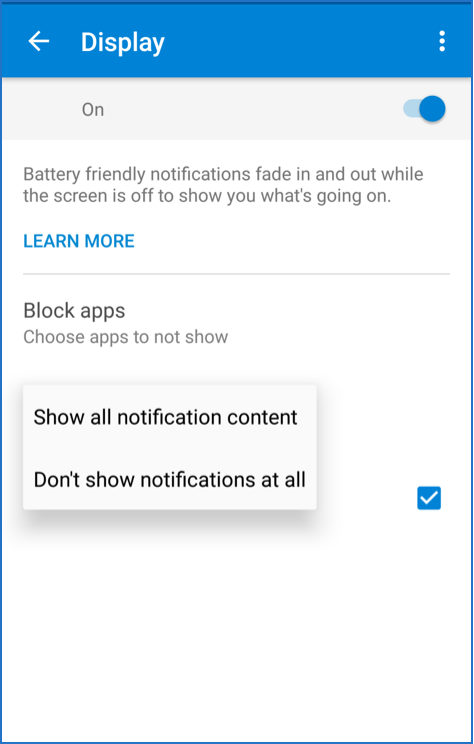 Display
On
Battery friendly notifications fade in and out while
the screen is off to show you what's going on.
LEARN MORE
Block apps
Choose apps to not show
Show all notification content
Don't show notifications at all